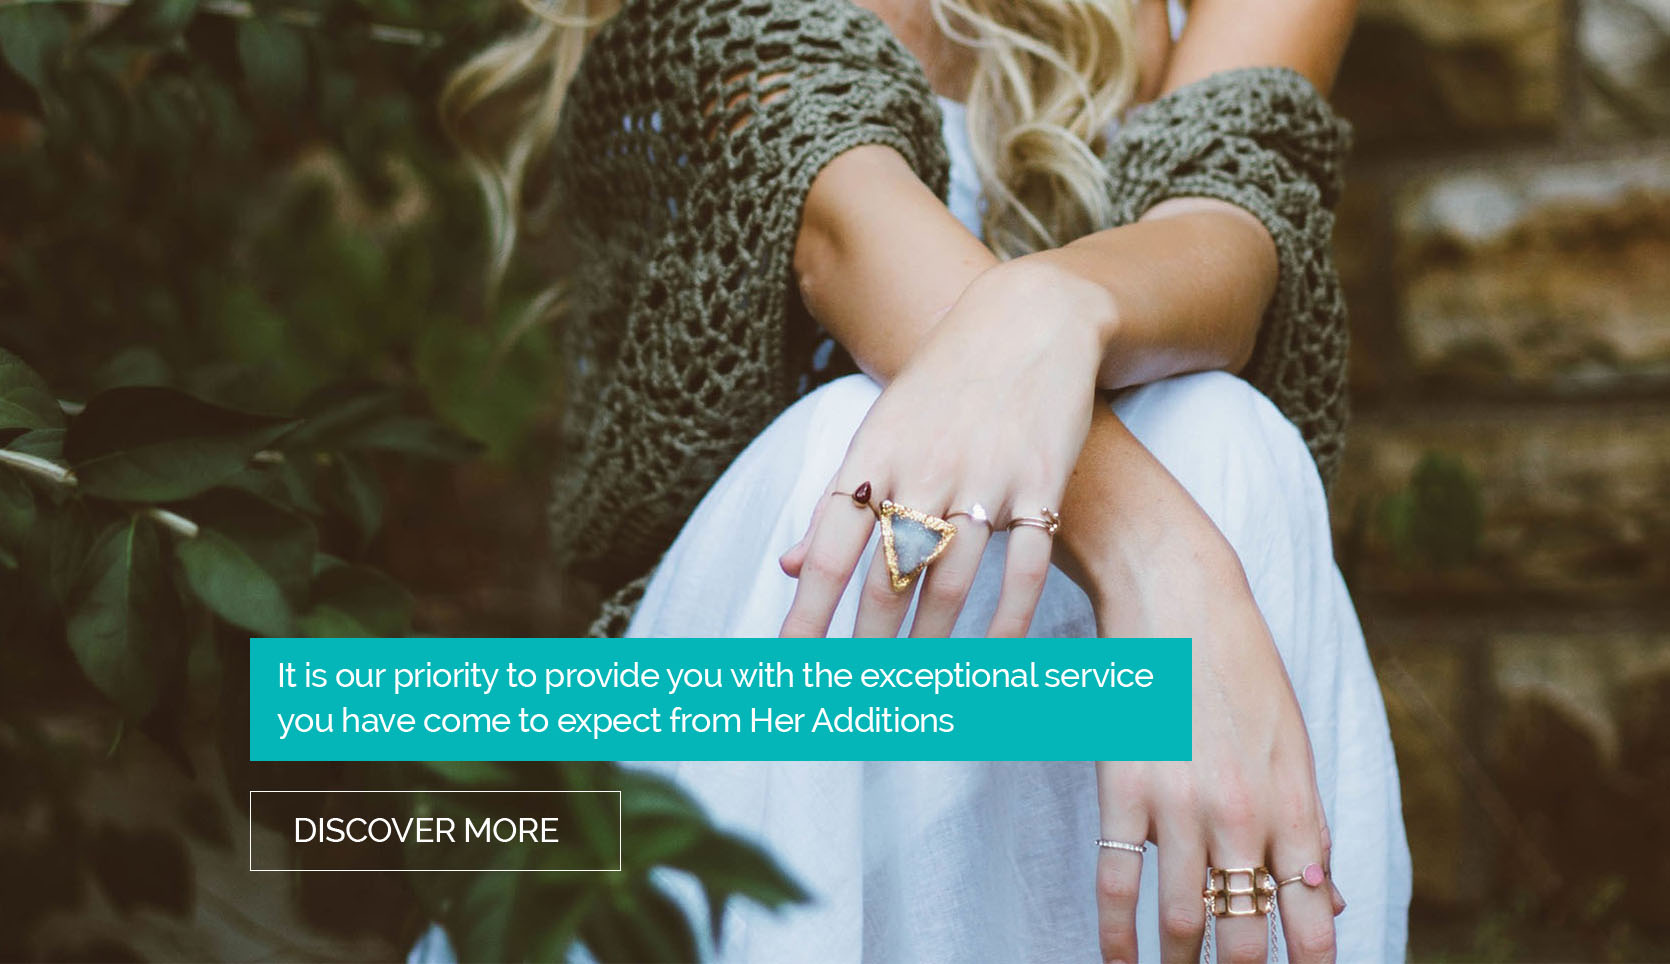 It is our priority to provide you with the exceptional service
you have come to expect from Her Additions
DISCOVER MORE